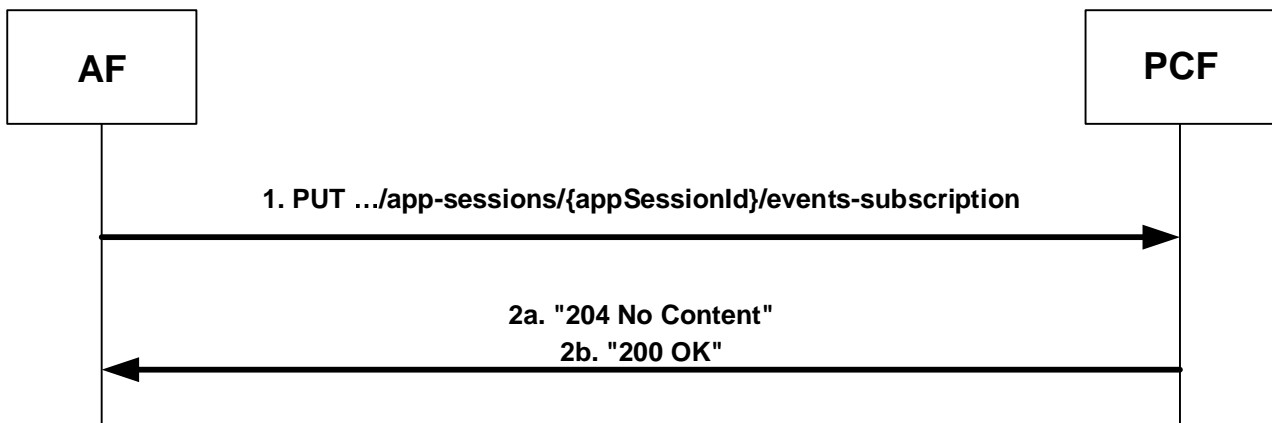 AF
PCF
1. PUT …/app-sessions/{appSessionId}/events-subscription
2a. "204 No Content"
2b. "200 OK"